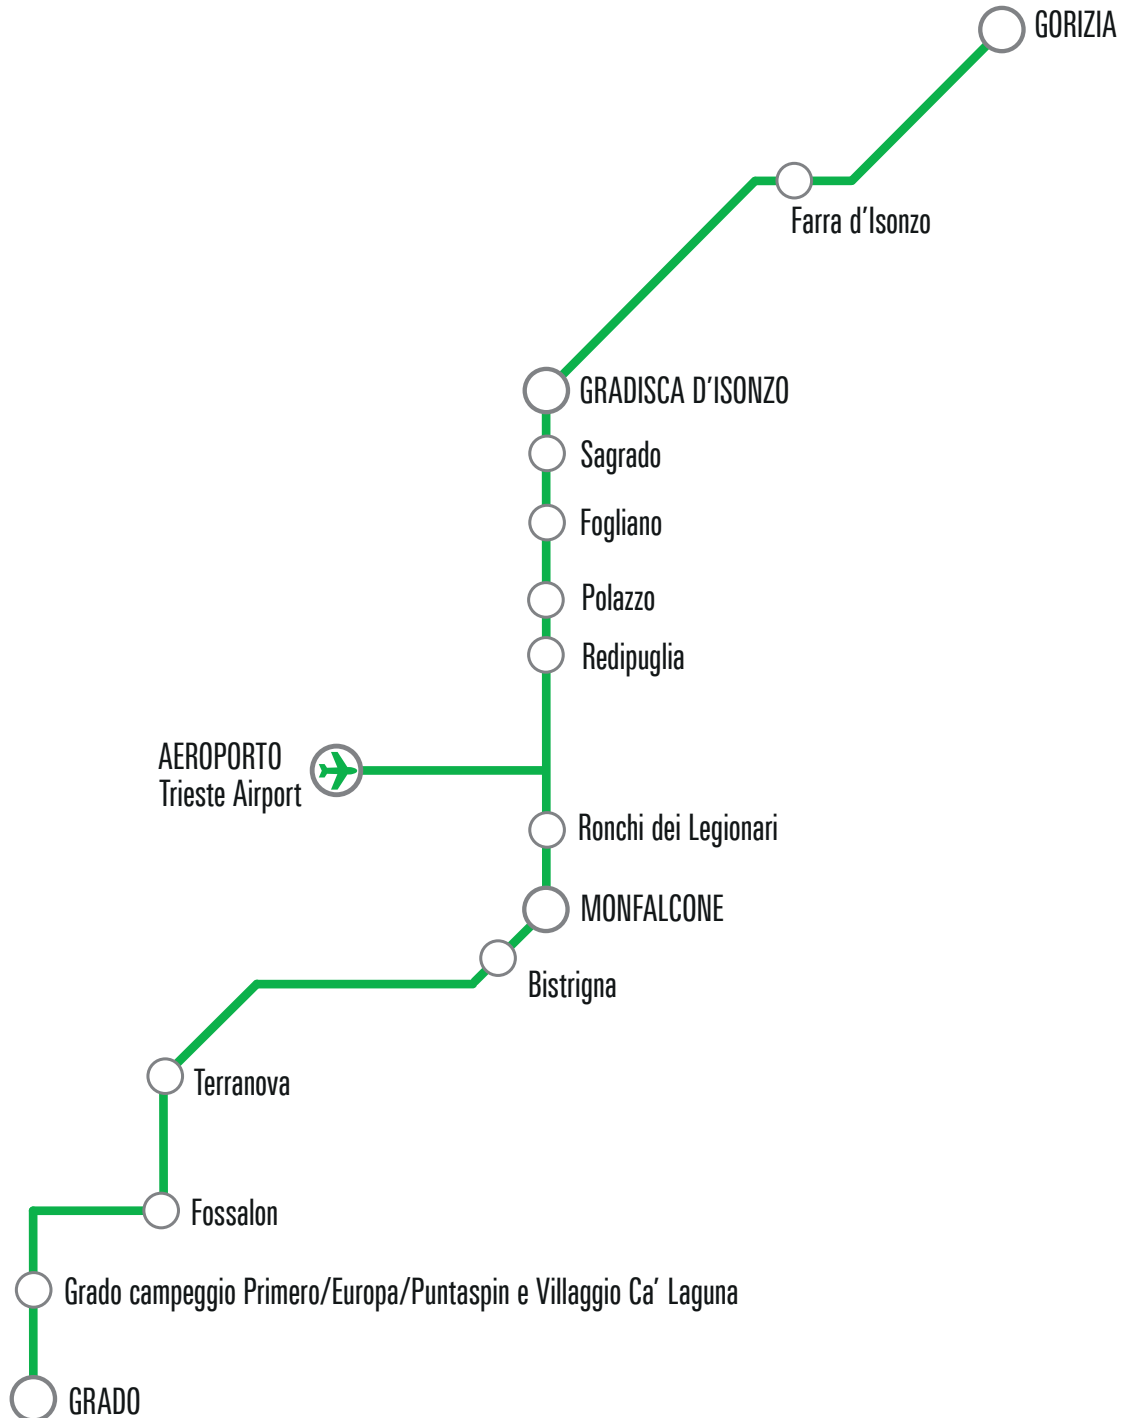 GORIZIA
Farra d’Isonzo
GRADISCA D’ISONZO
Sagrado
Fogliano
Polazzo
Redipuglia
AEROPORTO
Trieste Airport
Ronchi dei Legionari
MONFALCONE
Bistrigna
Terranova
Fossalon
Grado campeggio Primero/Europa/Puntaspin e Villaggio Ca’ Laguna
GRADO